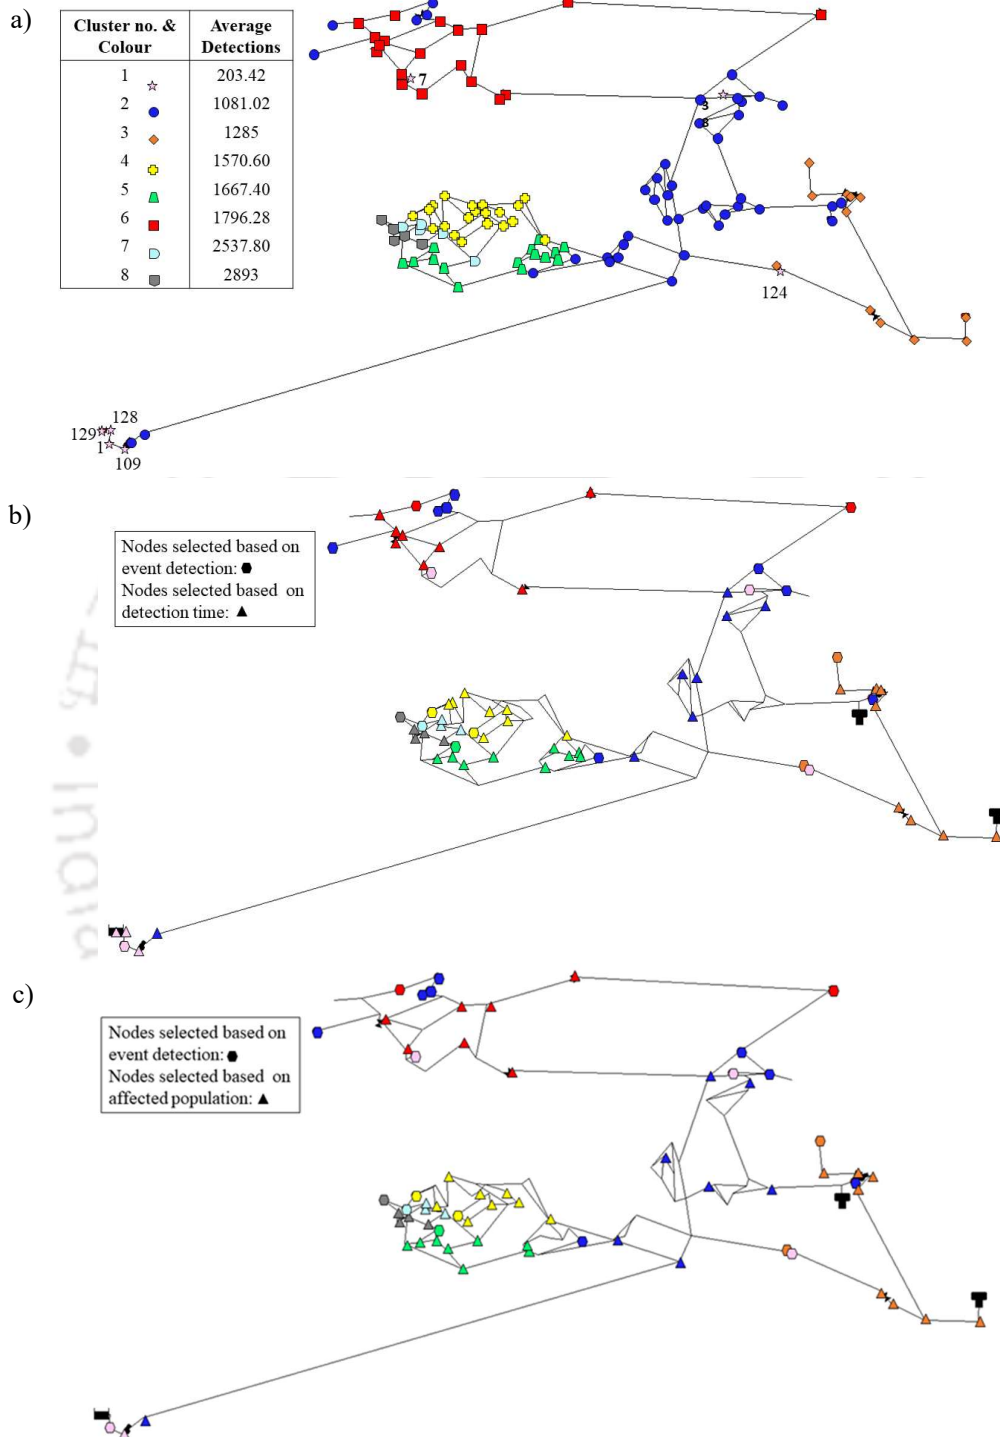 a)
Cluster no. & Colour Average Detections
1 203.42
2 1081.02
3 1285
4 1570.60
5 1667.40
6 1796.28
7 2537.80
8 2893
7
3
3
124
128
129
1
109
b)
Nodes selected based on
event detection:
Nodes selected based on
detection time:
c)
Nodes selected based on
event detection:
Nodes selected based on
affected population: